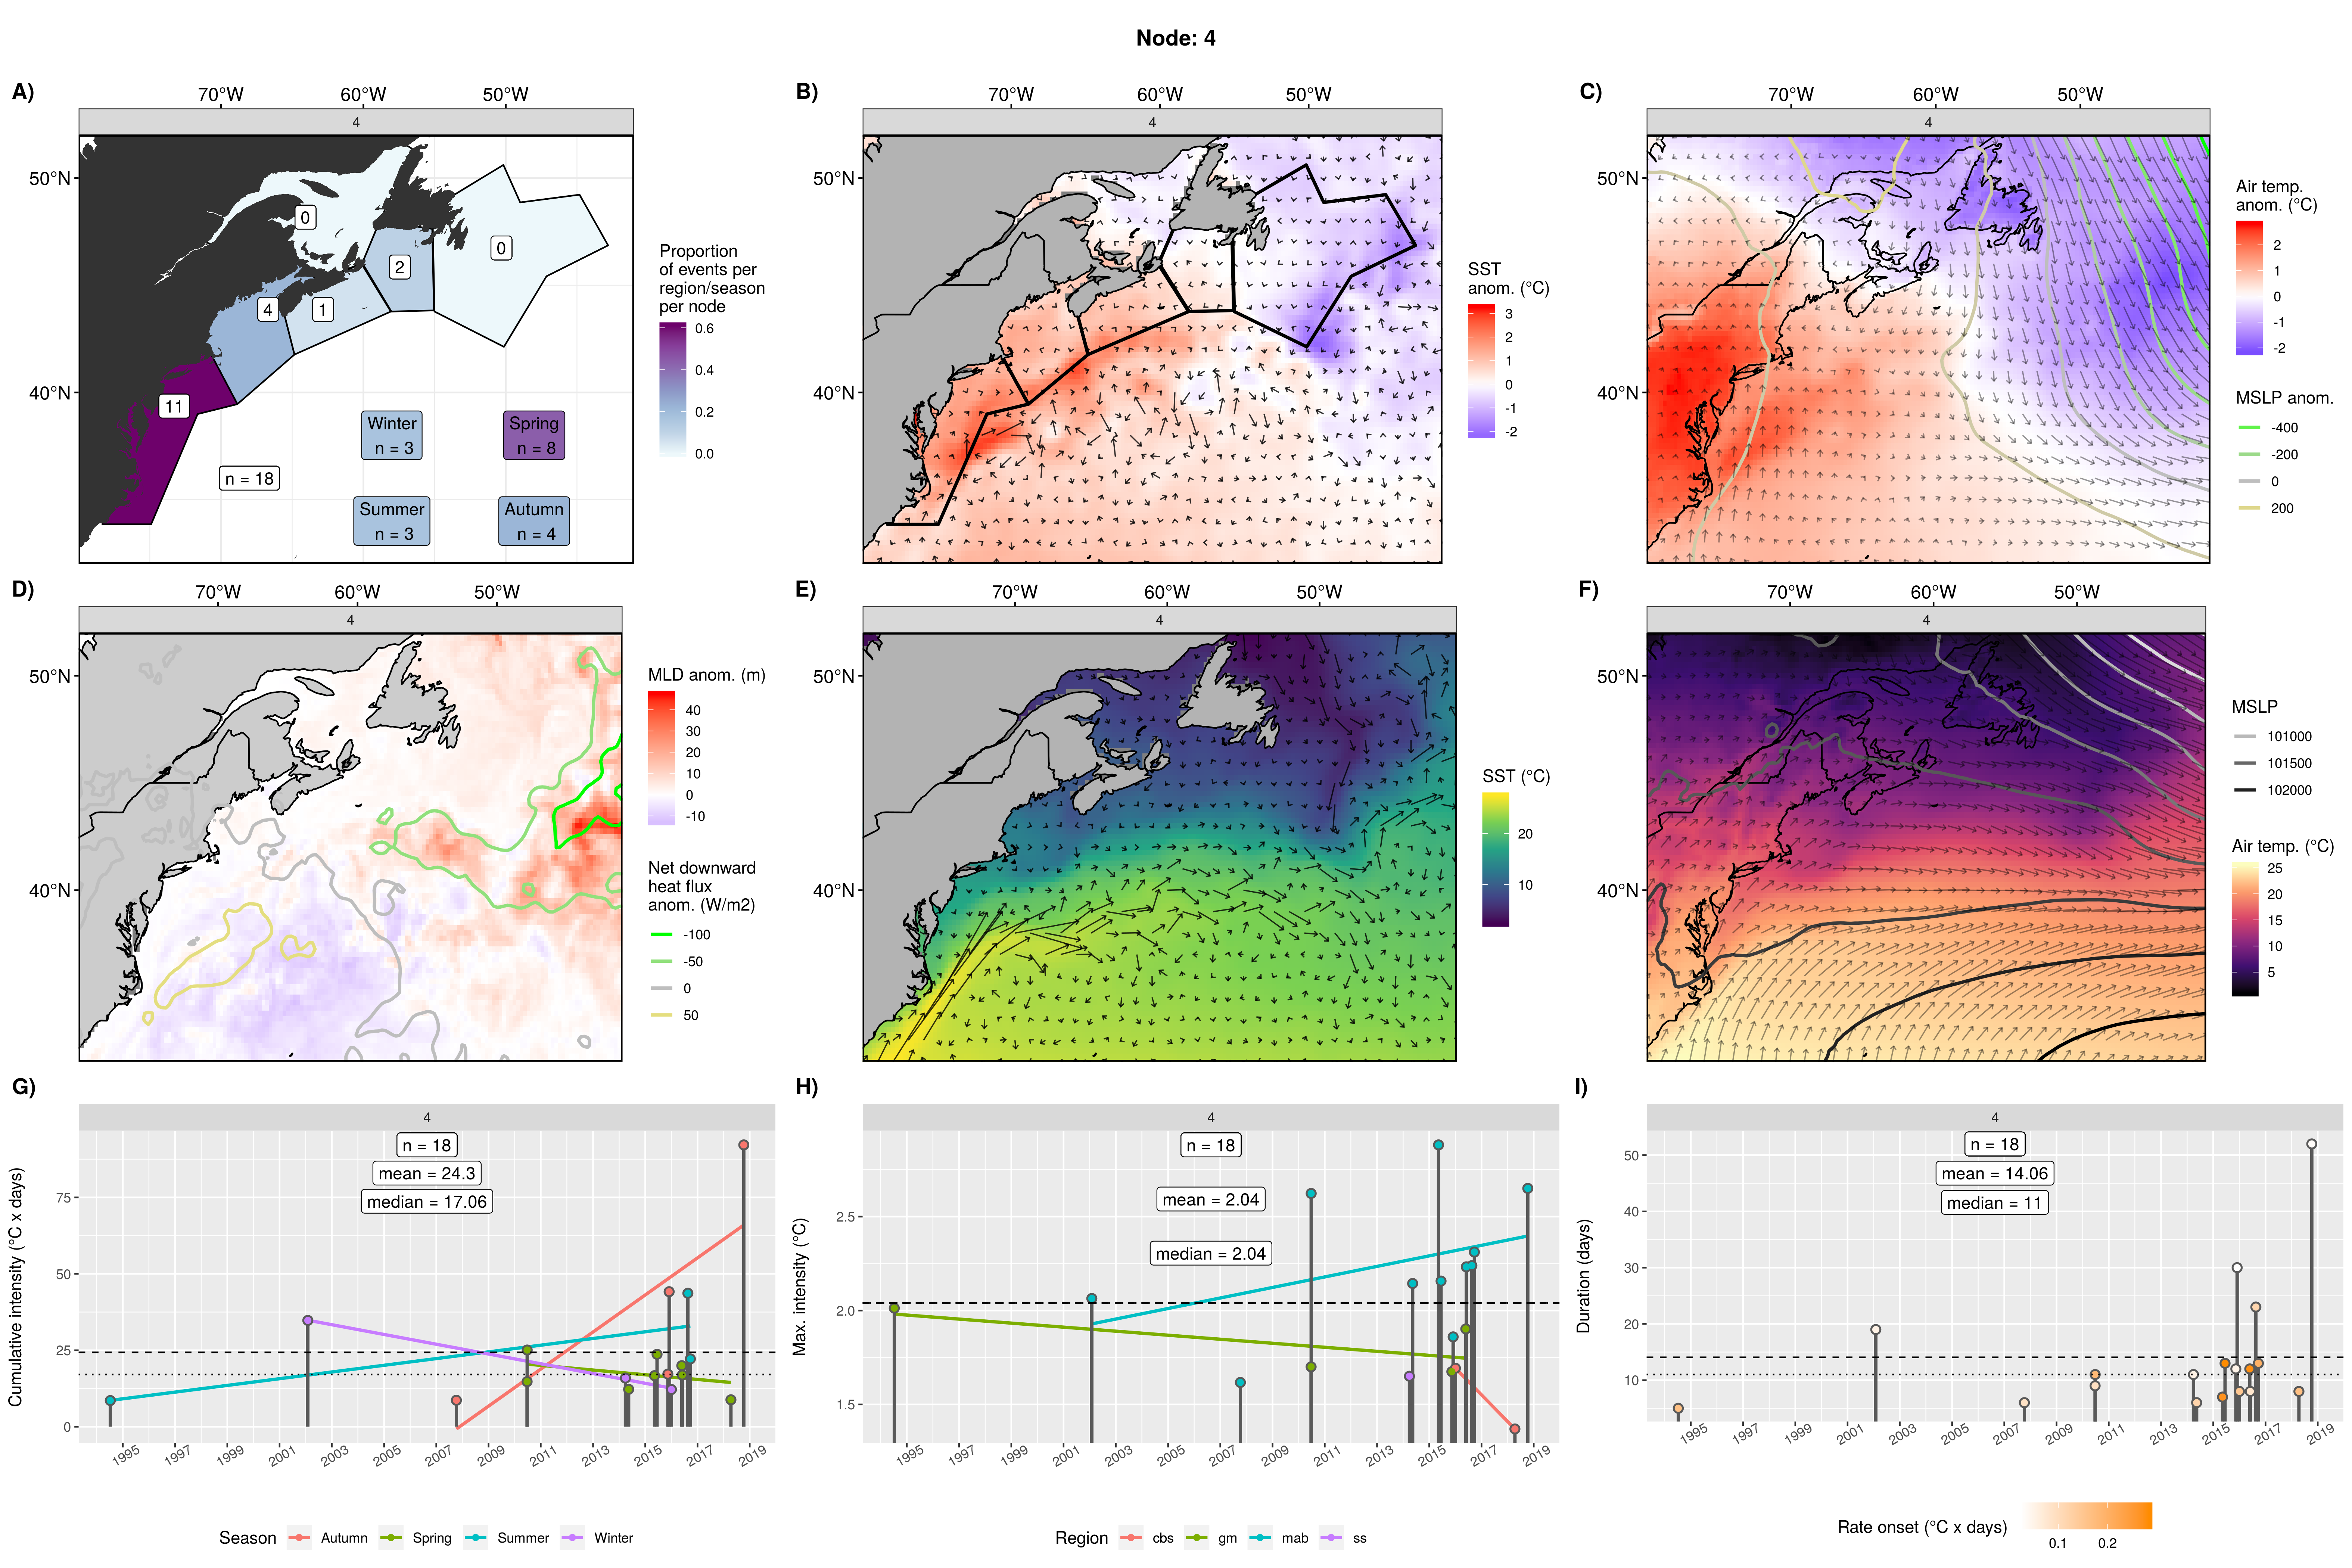 Node: 4
A)
70°W 60°W 50°W
4
50°N
40°N
0
0
2
4
1
11
n = 18
Winter
n = 3
Spring
n = 8
Summer
n = 3
Autumn
n = 4
Proportion
of events per
region/season
per node
0.6
0.4
0.2
0.0
B)
70°W 60°W 50°W
4
50°N
40°N
SST
anom. (°C)
3
2
1
0
-1
-2
C)
70°W 60°W 50°W
4
50°N
40°N
Air temp.
anom. (°C)
2
1
0
-1
-2
MSLP anom.
-400
-200
0
200
D)
70°W 60°W 50°W
4
50°N
40°N
MLD anom. (m)
40
30
20
10
0
-10
Net downward
heat flux
anom. (W/m2)
-100
-50
0
50
E)
70°W 60°W 50°W
4
50°N
40°N
SST (°C)
20
10
F)
70°W 60°W 50°W
4
50°N
40°N
MSLP
101000
101500
102000
Air temp. (°C)
25
20
15
10
5
G)
4
n = 18
mean = 24.3
median = 17.06
Cumulative intensity (°C x days)
75
50
25
0
1995 1997 1999 2001 2003 2005 2007 2009 2011 2013 2015 2017 2019
Season Autumn Spring Summer Winter
H)
4
n = 18
mean = 2.04
median = 2.04
Max. intensity (°C)
2.5
2.0
1.5
1995 1997 1999 2001 2003 2005 2007 2009 2011 2013 2015 2017 2019
Region cbs gm mab ss
I)
4
n = 18
mean = 14.06
median = 11
Duration (days)
50
40
30
20
10
1995 1997 1999 2001 2003 2005 2007 2009 2011 2013 2015 2017 2019
Rate onset (°C x days)
0.1 0.2